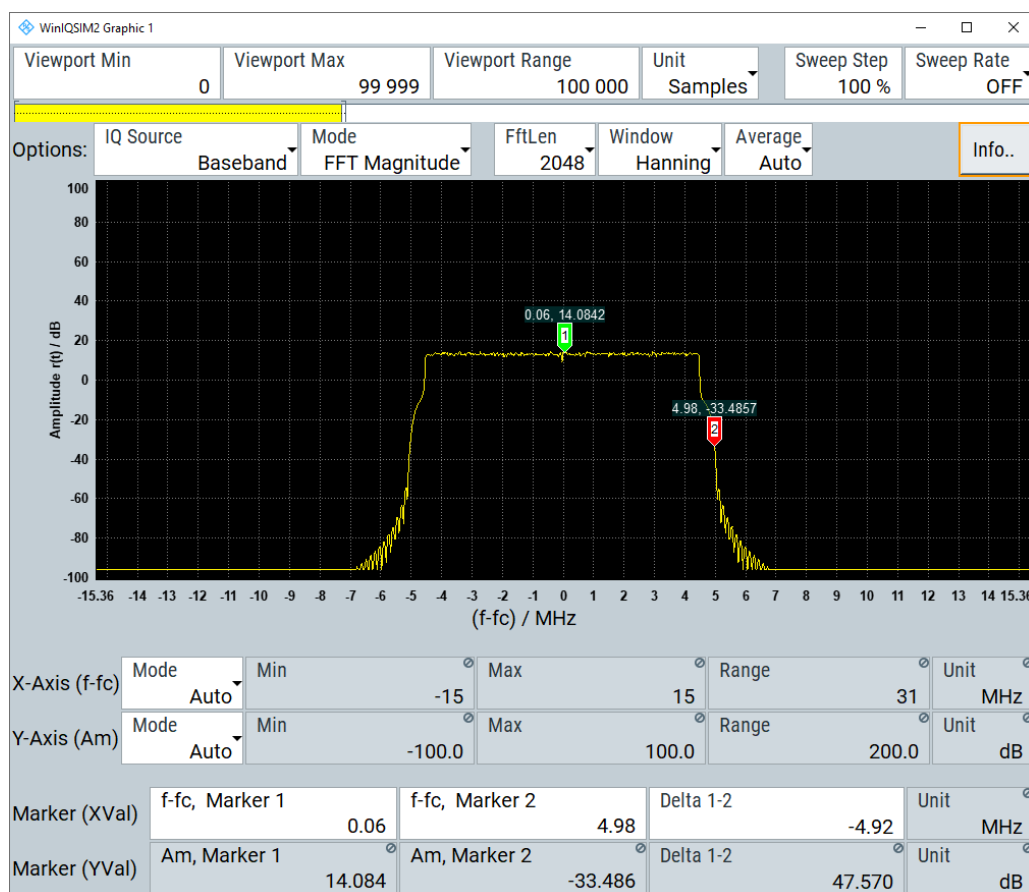 WinIQSIM2 Graphic 1
Viewport Min Viewport Max Viewport Range Unit Sweep Step Sweep Rate
0 99 999 100 000 Samples 100 % OFF
Options: IQ Source Mode FftLen Window Average Info..
Baseband FFT Magnitude 2048 Hanning Auto
100
80
60
40
20
0
-20
-40
-60
-80
-100
Amplitude r(t) / dB
0.06, 14.0842
1
4.98, -33.4857
2
-15.36 -14 -13 -12 -11 -10 -9 -8 -7 -6 -5 -4 -3 -2 -1 0 1 2 3 4 5 6 7 8 9 10 11 12 13 14 15.36
(f-fc) / MHz
X-Axis (f-fc) Mode Min Max Range Unit
Auto -15 15 31 MHz
Y-Axis (Am) Mode Min Max Range Unit
Auto -100.0 100.0 200.0 dB
Marker (XVal) f-fc, Marker 1 f-fc, Marker 2 Delta 1-2 Unit
0.06 4.98 -4.92 MHz
Marker (YVal) Am, Marker 1 Am, Marker 2 Delta 1-2 Unit
14.084 -33.486 47.570 dB